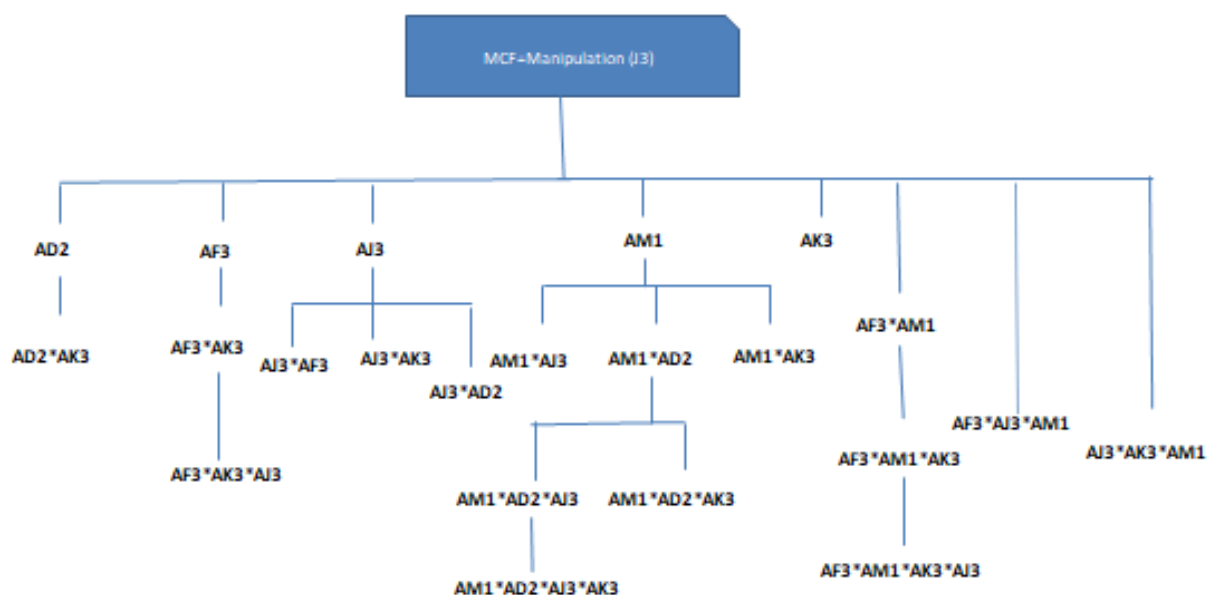 MCF=Manipulation (J3)
AD2
AF3
AJ3
AM1
AK3
AF3*AM1
AD2*AK3
AF3*AK3
AJ3*AF3
AJ3*AK3
AJ3*AD2
AM1*AJ3
AM1*AD2
AM1*AK3
AF3*AJ3*AM1
AJ3*AK3*AM1
AF3*AM1*AK3
AF3*AK3*AJ3
AM1*AD2*AJ3
AM1*AD2*AK3
AF3*AM1*AK3*AJ3
AM1*AD2*AJ3*AK3